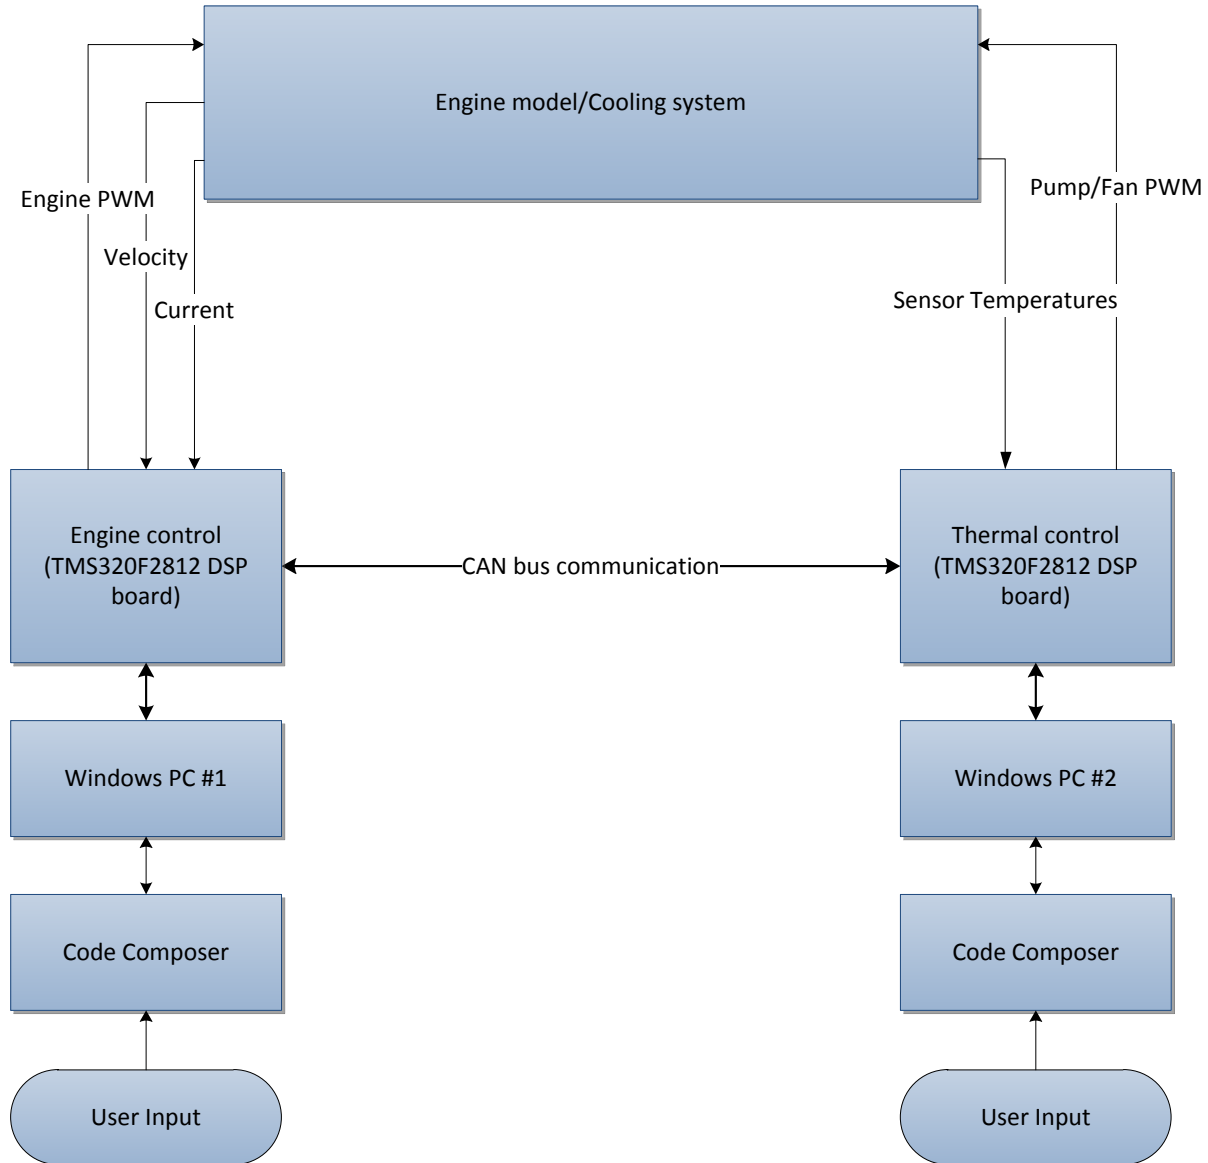 Engine model/Cooling system
Engine PWM
Pump/Fan PWM
Velocity
Current
Sensor Temperatures
Engine control
(TMS320F2812 DSP
board)
CAN bus communication
Thermal control
(TMS320F2812 DSP
board)
Windows PC #1
Windows PC #2
Code Composer
Code Composer
User Input
User Input